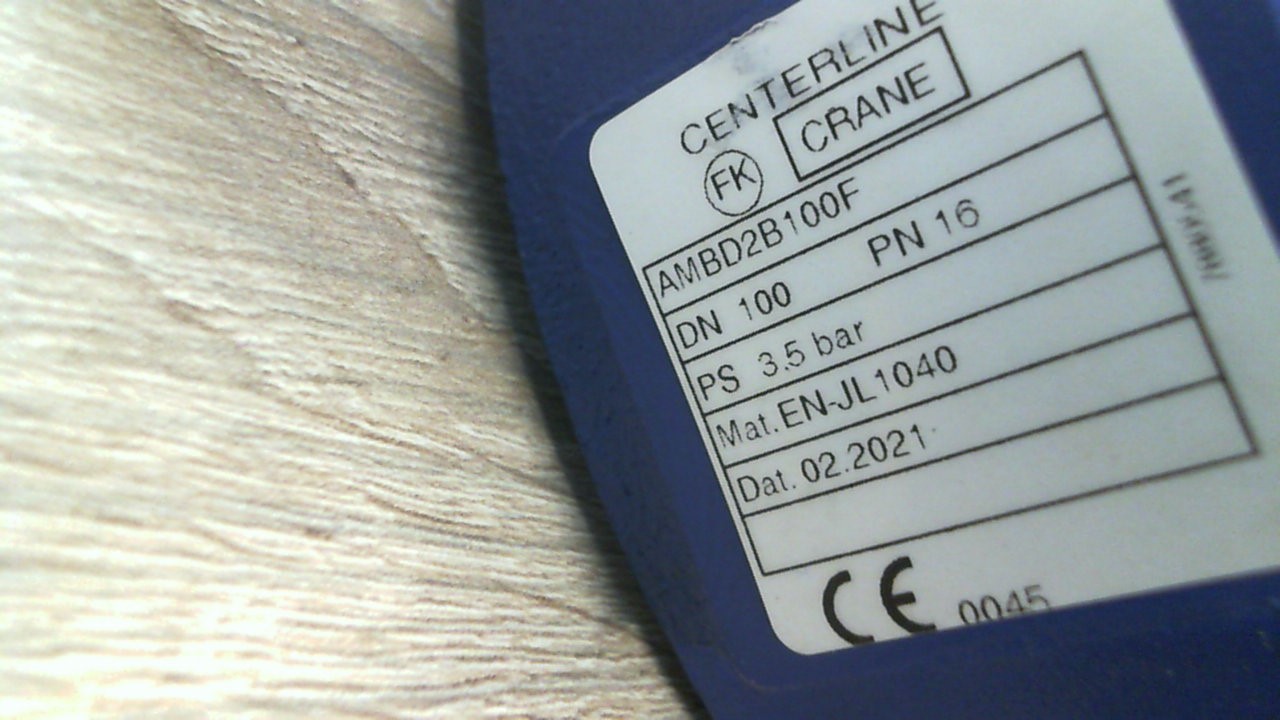 CENTERLINE
FK CRANE
AMBD2B100F
DN 100 PN 16
PS 3.5 bar
Mat. EN-JL1040
Dat. 02.2021
CE 0045